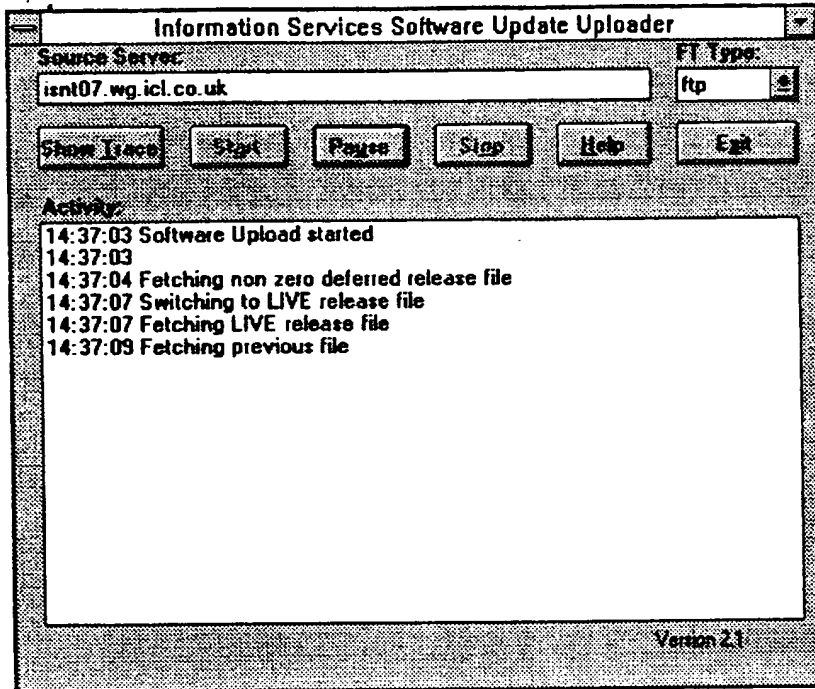 Information Services Software Update Uploader
Source Server:
FT Type:
isnt07.wg.icl.co.uk
ftp
Show Trace
Start
Pause
Stop
Help
Exit
Activity:
14:37:03 Software Upload started
14:37:03
14:37:04 Fetching non zero deferred release file
14:37:07 Switching to LIVE release file
14:37:07 Fetching LIVE release file
14:37:09 Fetching previous file
Version 2.1